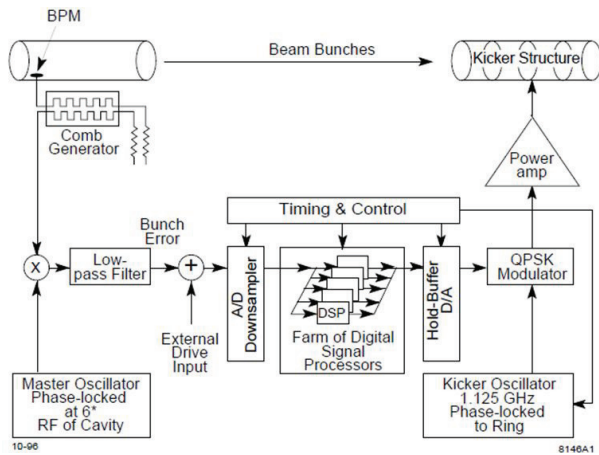 BPM
Beam Bunches
Kicker Structure
Comb
Generator
Power
amp
Timing & Control
Bunch
Error
X
Low-
pass Filter
+
A/D
Downsampler
DSP
Farm of Digital
Signal
Processors
Hold-Buffer
D/A
QPSK
Modulator
External
Drive
Input
Master Oscillator
Phase-locked
at 6*
RF of Cavity
Kicker Oscillator
1.125 GHz
Phase-locked
to Ring
10-96
8146A1